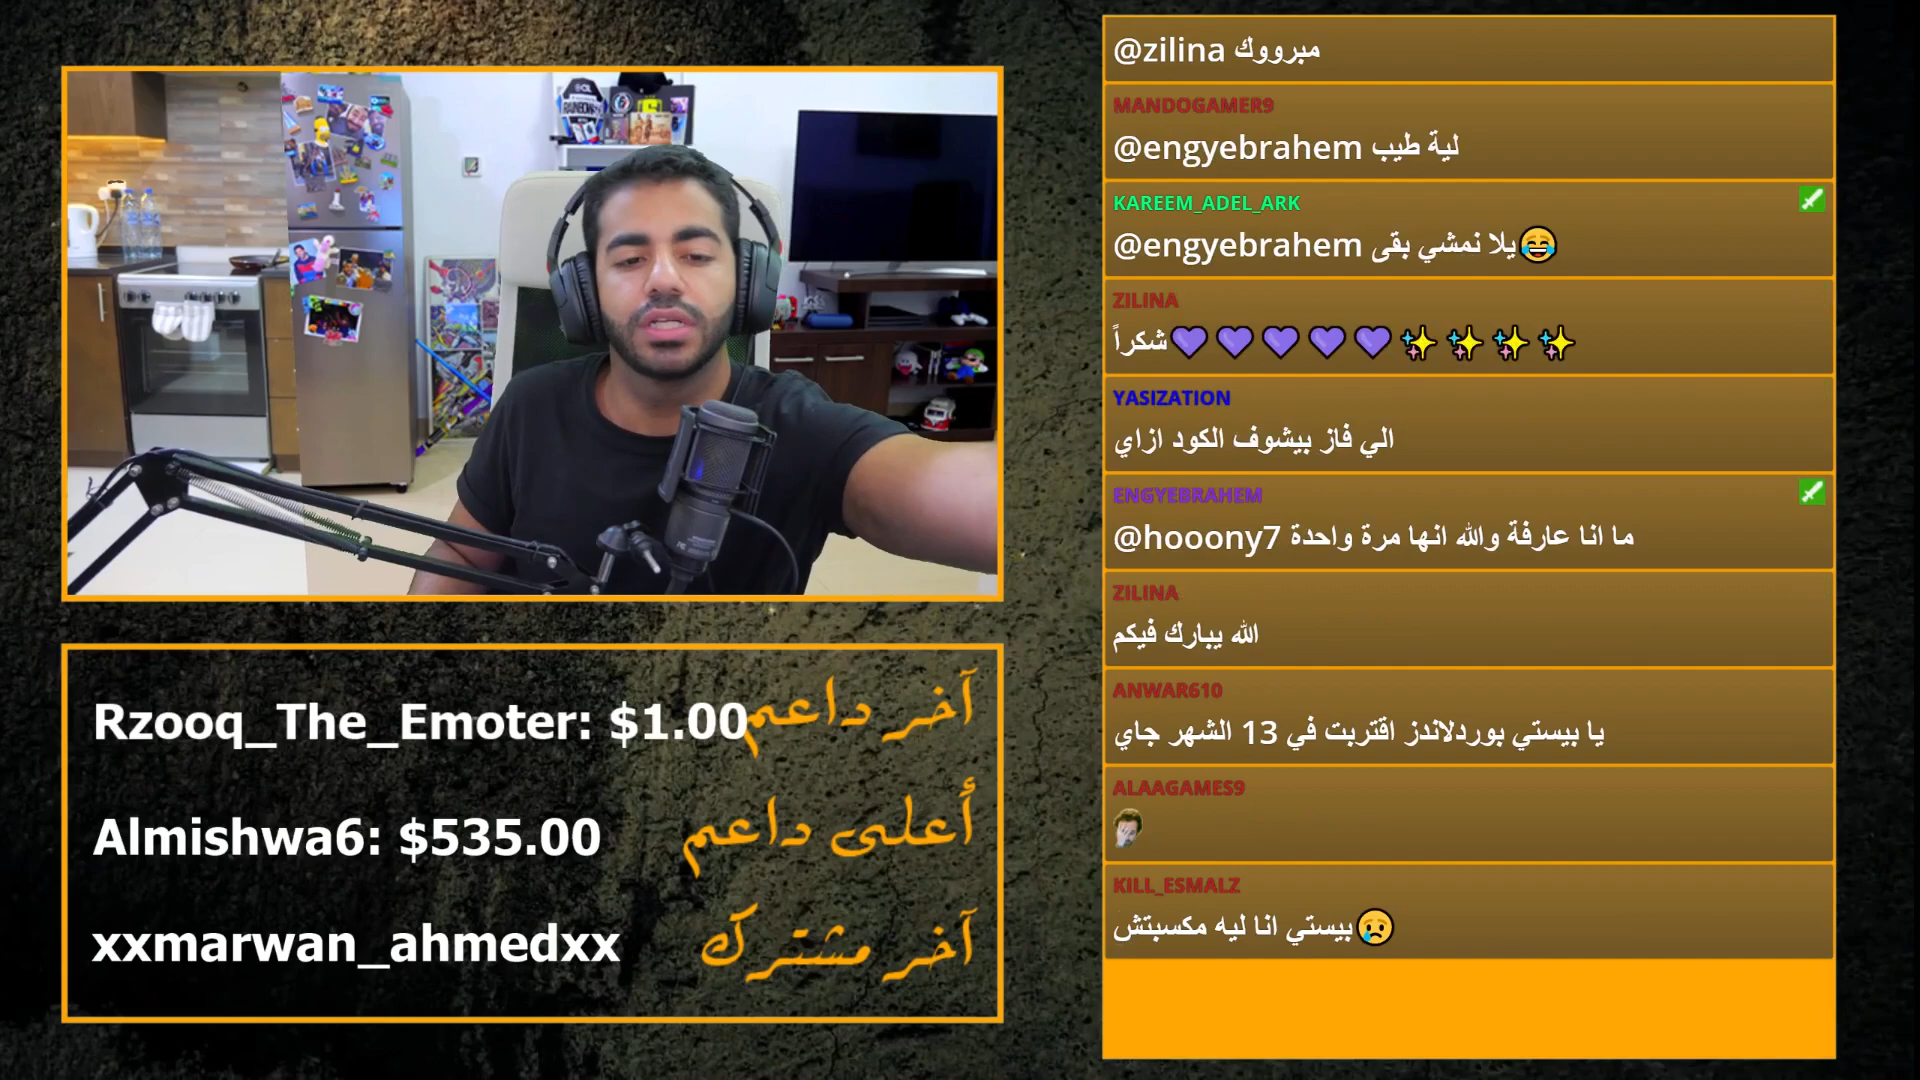 RAINBOW
Rzooq_The_Emoter: $1.00 آخر داعم
Almishwa6: $535.00 أعلى داعم
xxmarwan_ahmedxx آخر مشترك
@zilina مبرووك
MANDOGAMER9
@engyebrahem لية طيب
KAREEM_ADEL_ARK
@engyebrahem يلا نمشي بقى😂
ZILINA
شكراً💜💜💜💜💜✨✨✨✨
YASIZATION
الي فاز بيشوف الكود ازاي
ENGYEBRAHEM
@hooony7 ما انا عارفة والله انها مرة واحدة
ZILINA
الله يبارك فيكم
ANWAR610
يا بيستي بوردلاندز اقتربت في 13 الشهر جاي
ALAAGAMES9
KILL_ESMALZ
بيستي انا ليه مكسبتش😢